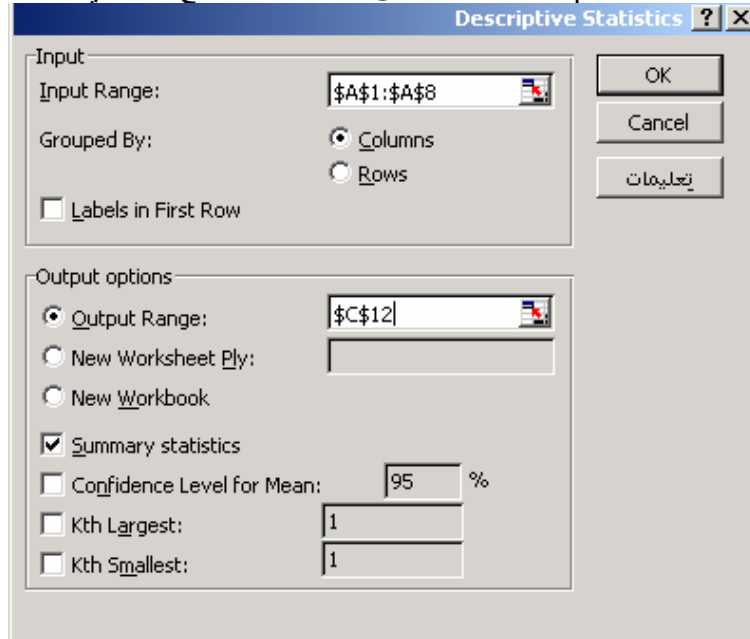 Descriptive Statistics
Input
Input Range: $A$1:$A$8
Grouped By: Columns
Rows
Labels in First Row
OK
Cancel
تعليمات
Output options
Output Range: $C$12
New Worksheet Ply:
New Workbook
Summary statistics
Confidence Level for Mean: 95 %
Kth Largest: 1
Kth Smallest: 1